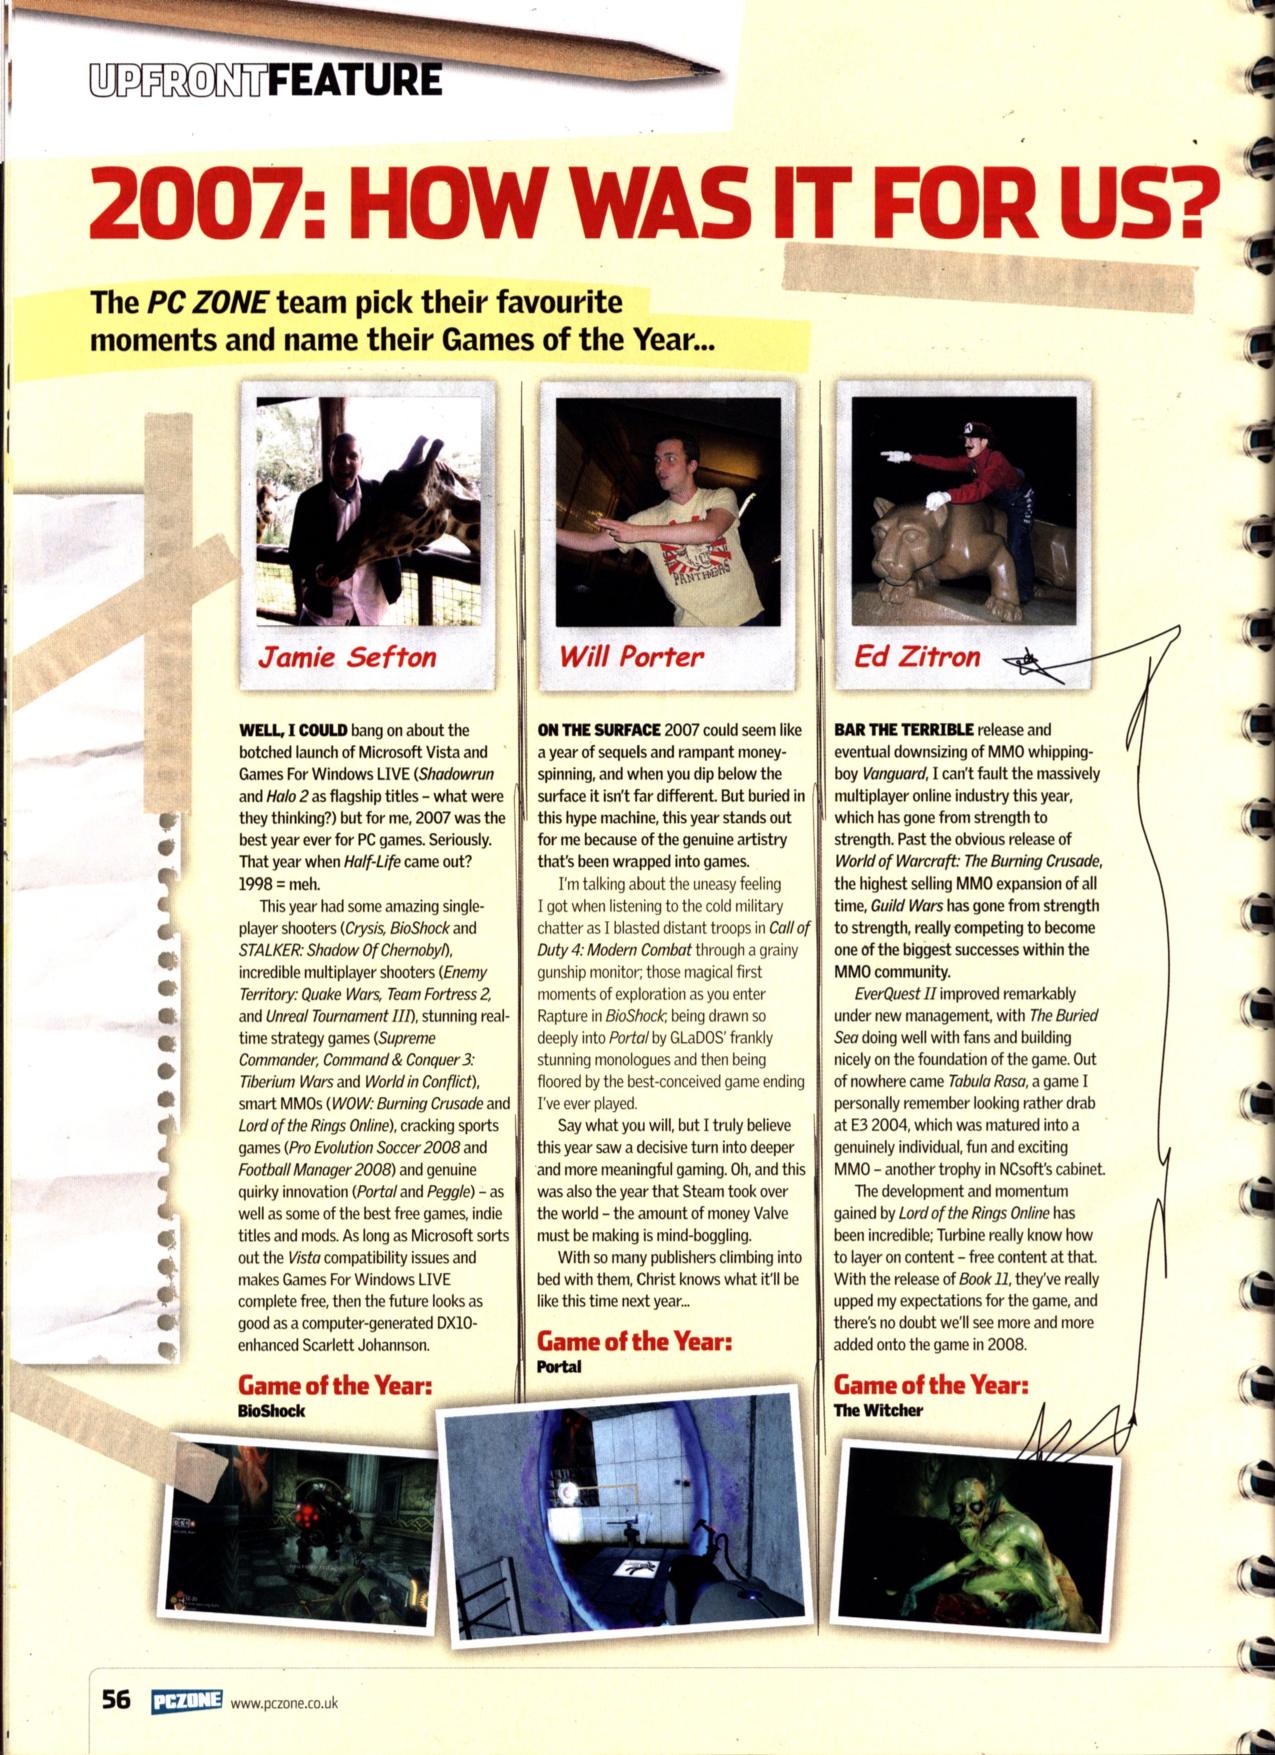 UPFRONTFEATURE
2007: HOW WAS IT FOR US?
The PC ZONE team pick their favourite
moments and name their Games of the Year...
PANTHERS
Jamie Sefton
WELL, I COULD bang on about the
botched launch of Microsoft Vista and
Games For Windows LIVE (Shadowrun
and Halo 2 as flagship titles – what were
they thinking?) but for me, 2007 was the
best year ever for PC games. Seriously.
That year when Half-Life came out?
1998 = meh.
This year had some amazing single-
player shooters (Crysis, BioShock and
STALKER: Shadow Of Chernobyl),
incredible multiplayer shooters (Enemy
Territory: Quake Wars, Team Fortress 2,
and Unreal Tournament III), stunning real-
time strategy games (Supreme
Commander, Command & Conquer 3:
Tiberium Wars and World in Conflict),
smart MMOs (WOW: Burning Crusade and
Lord of the Rings Online), cracking sports
games (Pro Evolution Soccer 2008 and
Football Manager 2008) and genuine
quirky innovation (Portal and Peggle) – as
well as some of the best free games, indie
titles and mods. As long as Microsoft sorts
out the Vista compatibility issues and
makes Games For Windows LIVE
complete free, then the future looks as
good as a computer-generated DX10-
enhanced Scarlett Johannson.
Game of the Year:
BioShock
Will Porter
ON THE SURFACE 2007 could seem like
a year of sequels and rampant money-
spinning, and when you dip below the
surface it isn't far different. But buried in
this hype machine, this year stands out
for me because of the genuine artistry
that's been wrapped into games.
I'm talking about the uneasy feeling
I got when listening to the cold military
chatter as I blasted distant troops in Call of
Duty 4: Modern Combat through a grainy
gunship monitor; those magical first
moments of exploration as you enter
Rapture in BioShock; being drawn so
deeply into Portal by GLaDOS' frankly
stunning monologues and then being
floored by the best-conceived game ending
I've ever played.
Say what you will, but I truly believe
this year saw a decisive turn into deeper
and more meaningful gaming. Oh, and this
was also the year that Steam took over
the world – the amount of money Valve
must be making is mind-boggling.
With so many publishers climbing into
bed with them, Christ knows what it'll be
like this time next year...
Game of the Year:
Portal
Ed Zitron
BAR THE TERRIBLE release and
eventual downsizing of MMO whipping-
boy Vanguard, I can't fault the massively
multiplayer online industry this year,
which has gone from strength to
strength. Past the obvious release of
World of Warcraft: The Burning Crusade,
the highest selling MMO expansion of all
time, Guild Wars has gone from strength
to strength, really competing to become
one of the biggest successes within the
MMO community.
EverQuest II improved remarkably
under new management, with The Buried
Sea doing well with fans and building
nicely on the foundation of the game. Out
of nowhere came Tabula Rasa, a game I
personally remember looking rather drab
at E3 2004, which was matured into a
genuinely individual, fun and exciting
MMO – another trophy in NCsoft's cabinet.
The development and momentum
gained by Lord of the Rings Online has
been incredible; Turbine really know how
to layer on content – free content at that.
With the release of Book 11, they've really
upped my expectations for the game, and
there's no doubt we'll see more and more
added onto the game in 2008.
Game of the Year:
The Witcher
56 PCZONE www.pczone.co.uk